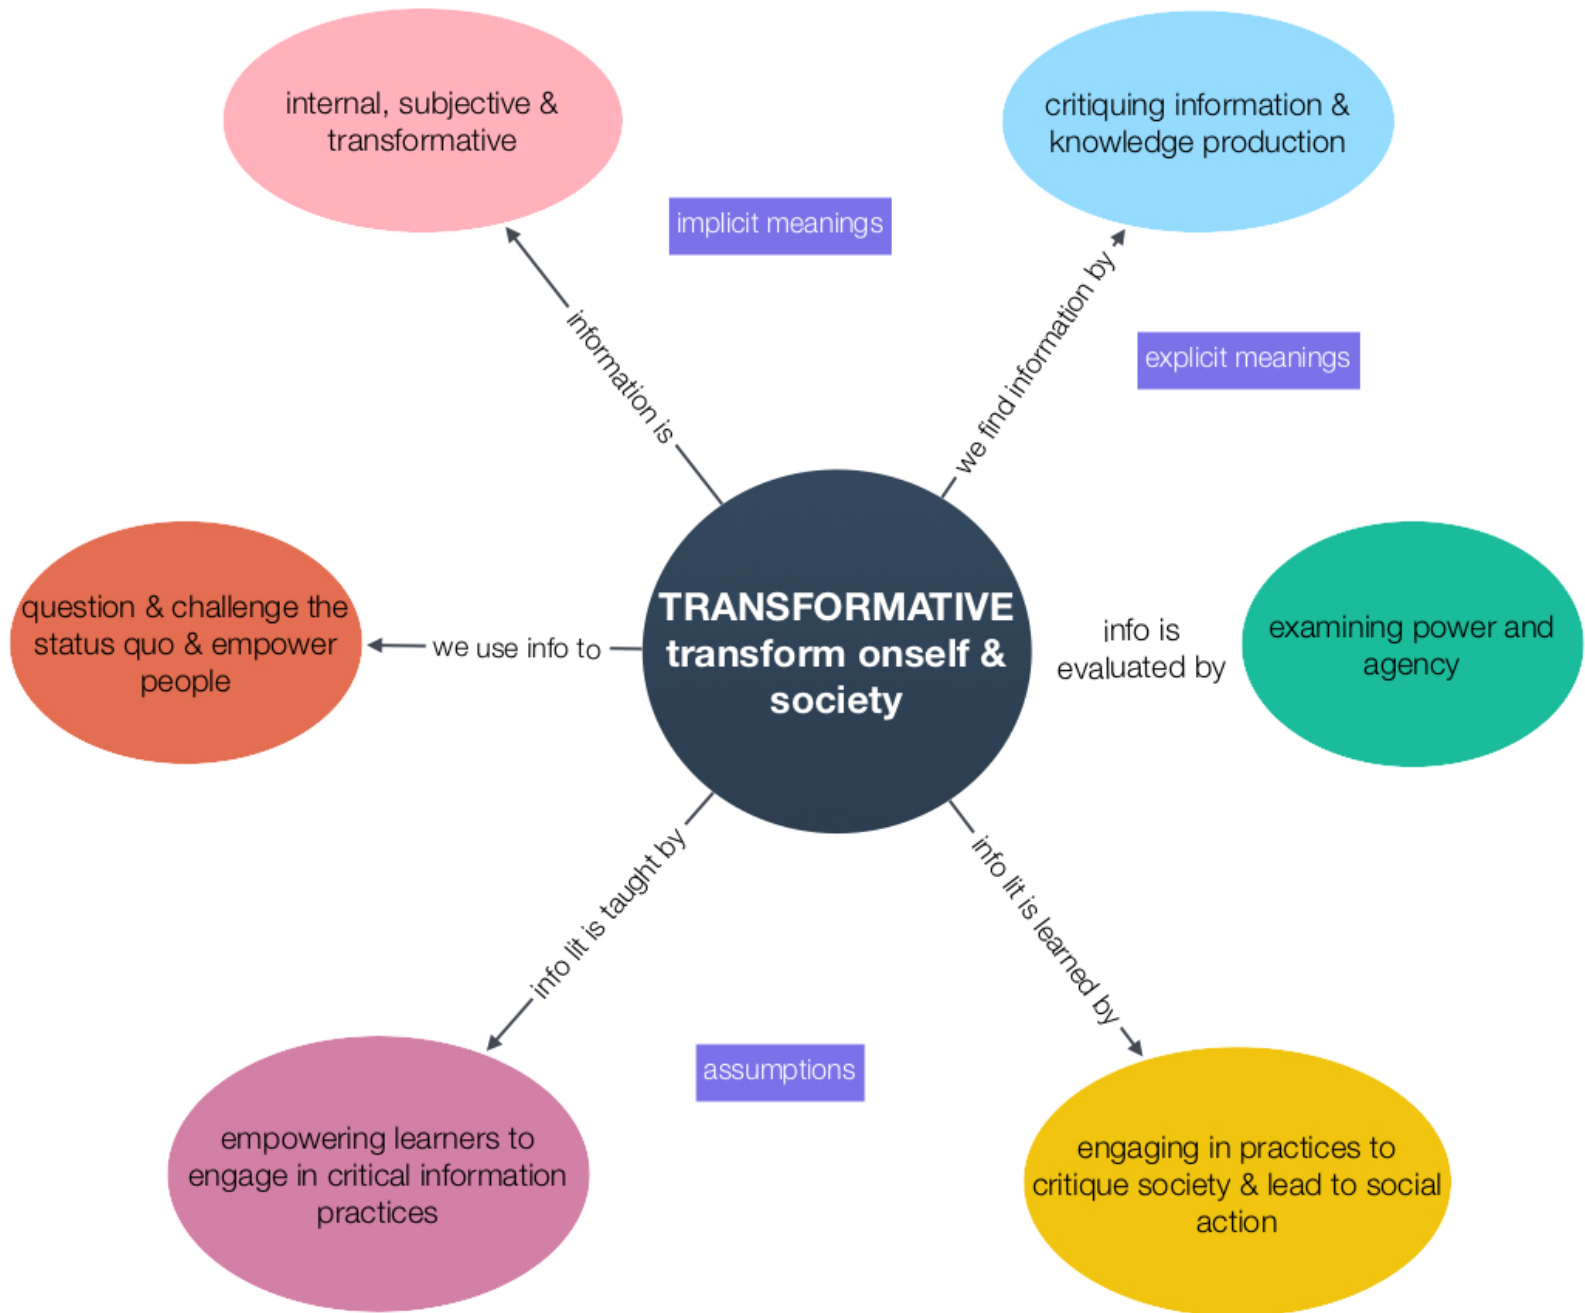 internal, subjective &
transformative
critiquing information &
knowledge production
implicit meanings
explicit meanings
information is
we find information by
question & challenge the
status quo & empower
people
we use info to
TRANSFORMATIVE
transform onself &
society
info is
evaluated by
examining power and
agency
info lit is taught by
info lit is learned by
assumptions
empowering learners to
engage in critical information
practices
engaging in practices to
critique society & lead to social
action